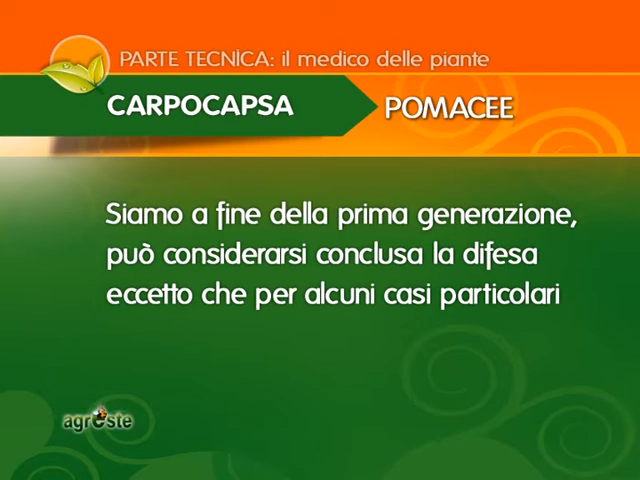 PARTE TECNICA: il medico delle piante
CARPOCAPSA
POMACEE
Siamo a fine della prima generazione,
può considerarsi conclusa la difesa
eccetto che per alcuni casi particolari
agreste